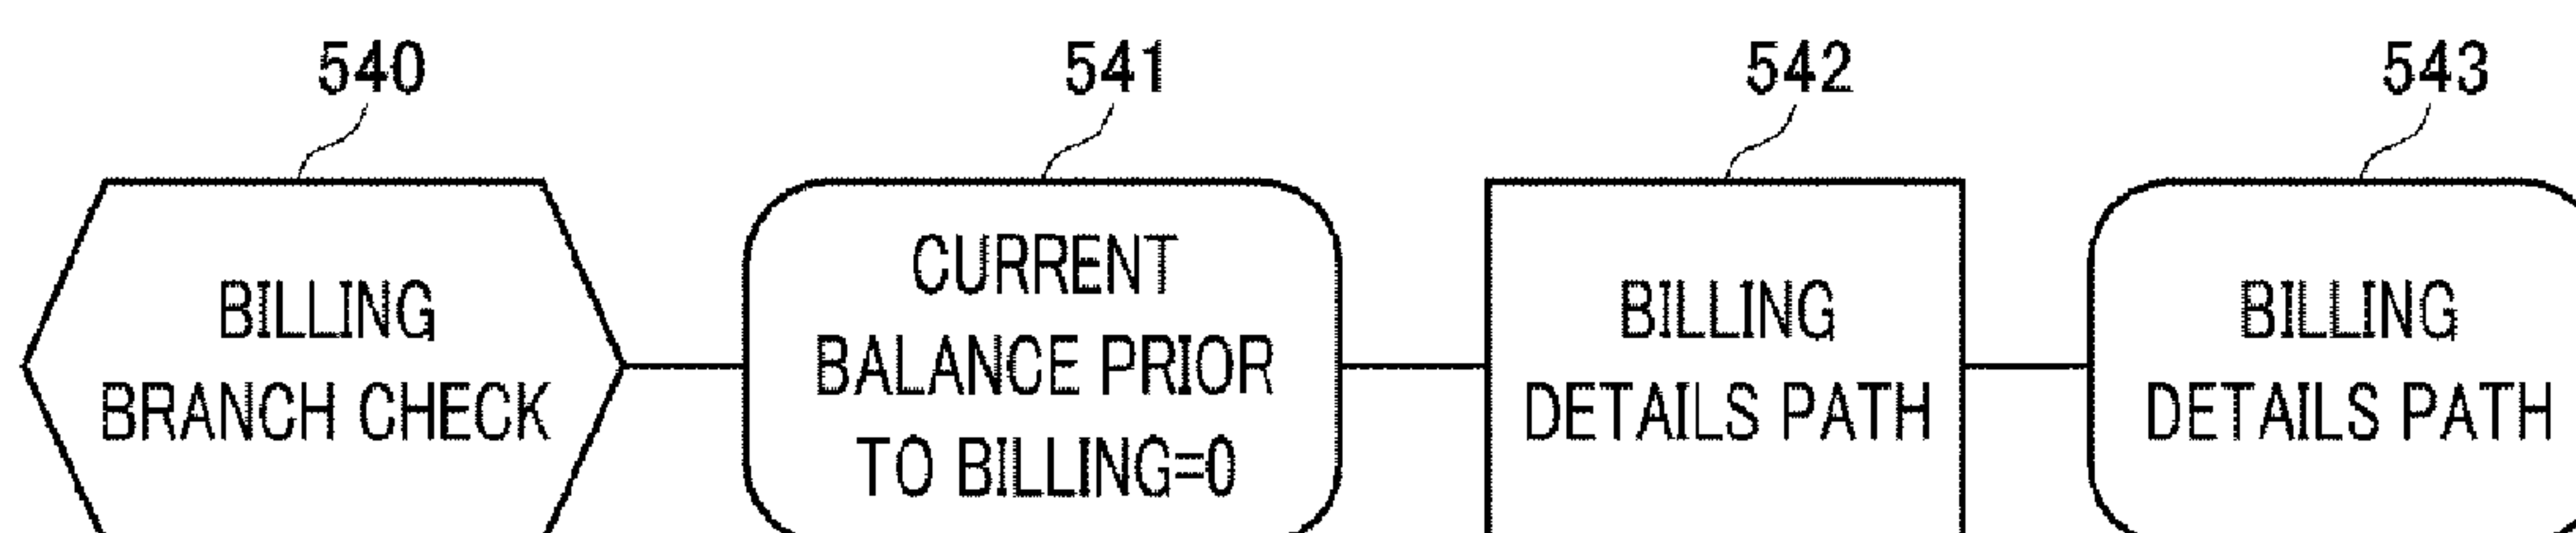 540 541 542 543
BILLING
BRANCH CHECK
CURRENT
BALANCE PRIOR
TO BILLING=0
BILLING
DETAILS PATH
BILLING
DETAILS PATH